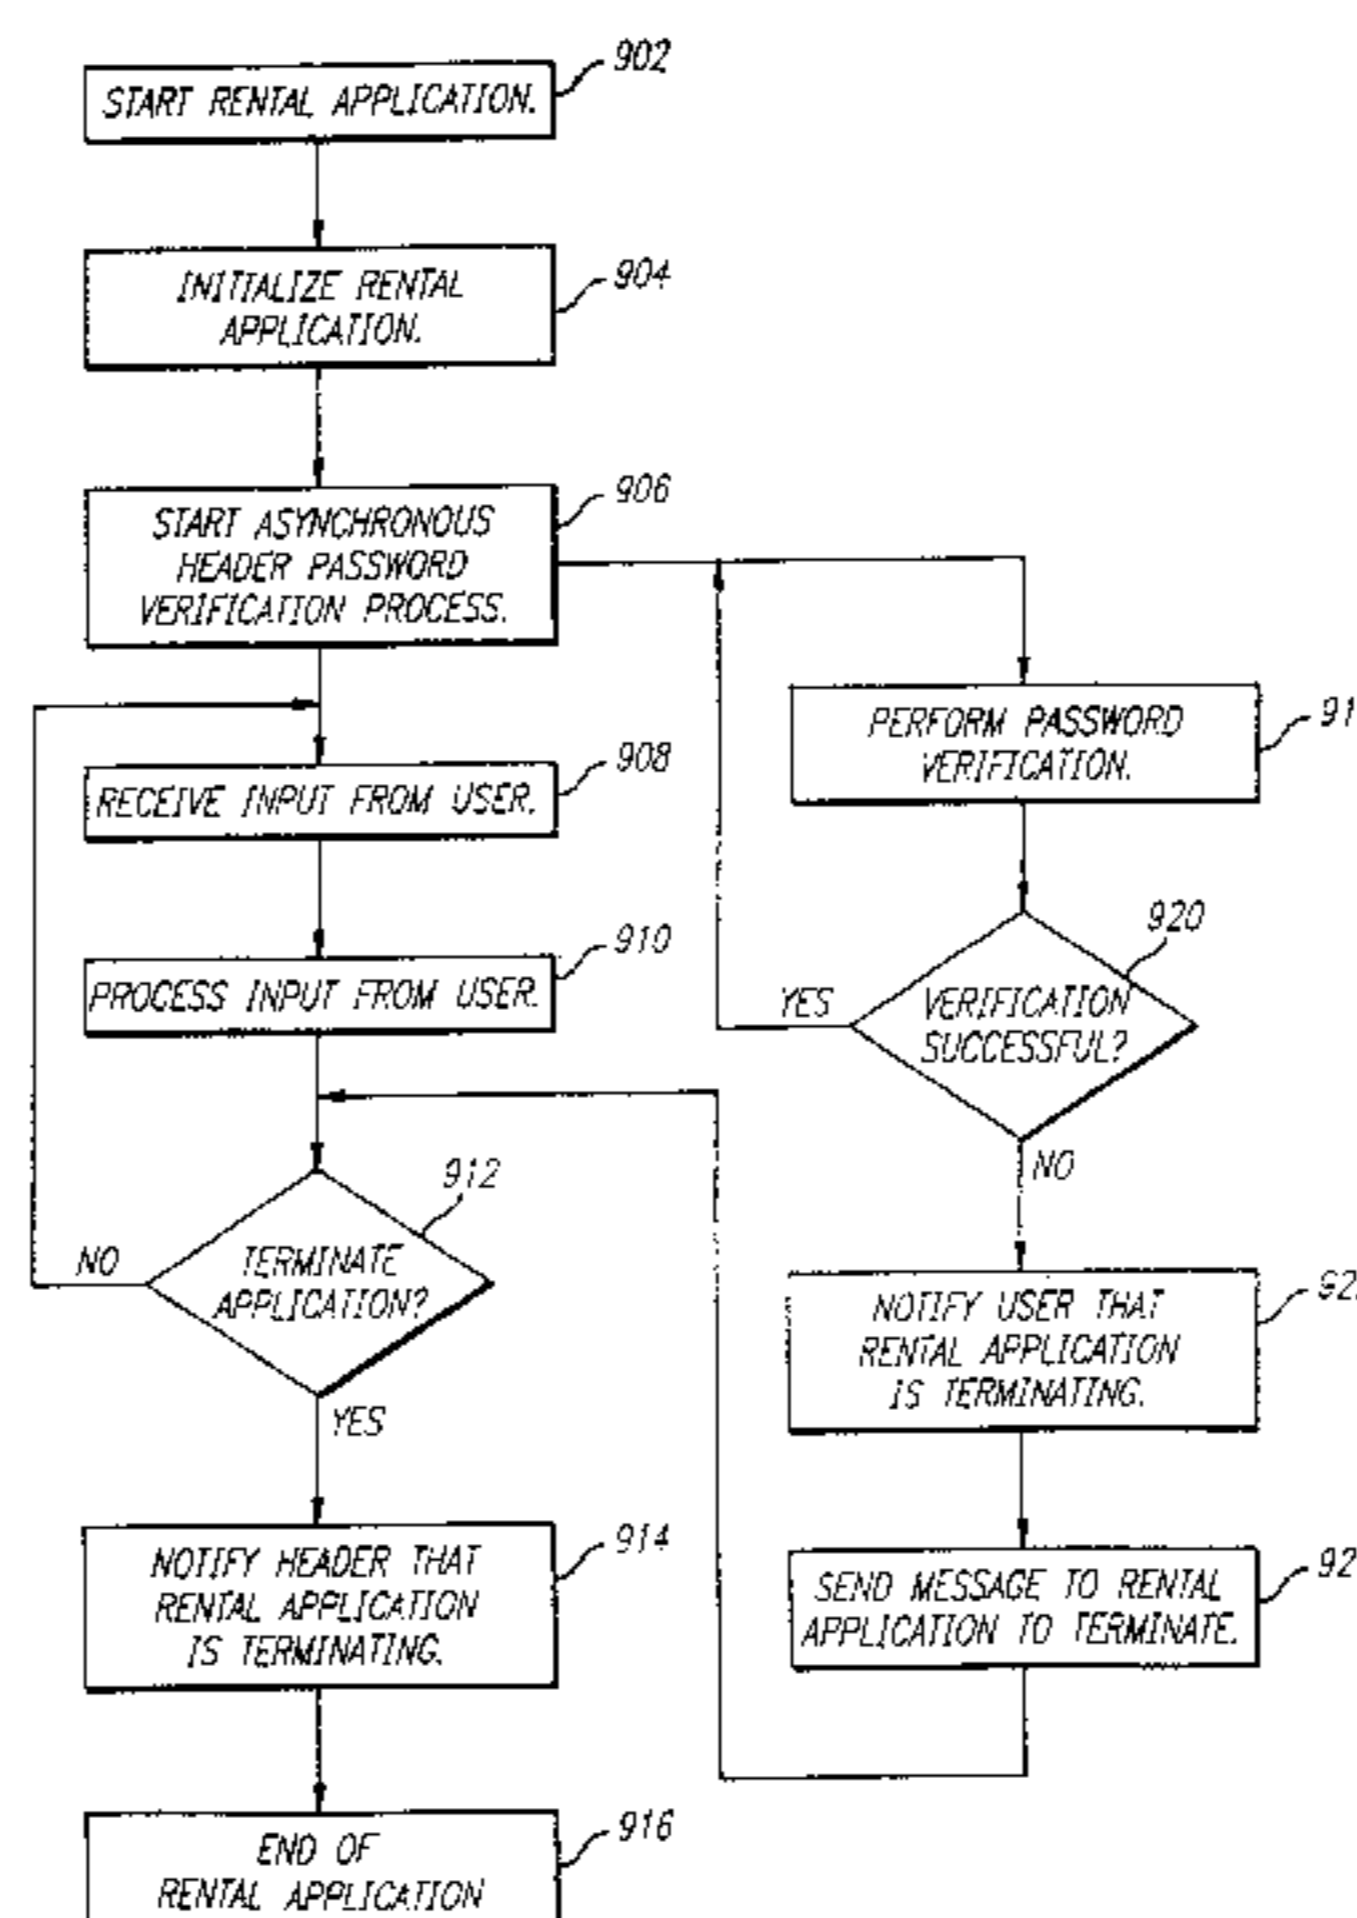 902
START RENTAL APPLICATION.
904
INITIALIZE RENTAL
APPLICATION.
906
START ASYNCHRONOUS
HEADER PASSWORD
VERIFICATION PROCESS.
908
RECEIVE INPUT FROM USER.
910
PROCESS INPUT FROM USER.
912
TERMINATE
APPLICATION?
NO
YES
914
NOTIFY HEADER THAT
RENTAL APPLICATION
IS TERMINATING.
916
END OF
RENTAL APPLICATION
91
PERFORM PASSWORD
VERIFICATION.
920
VERIFICATION
SUCCESSFUL?
YES
NO
92
NOTIFY USER THAT
RENTAL APPLICATION
IS TERMINATING.
92
SEND MESSAGE TO RENTAL
APPLICATION TO TERMINATE.